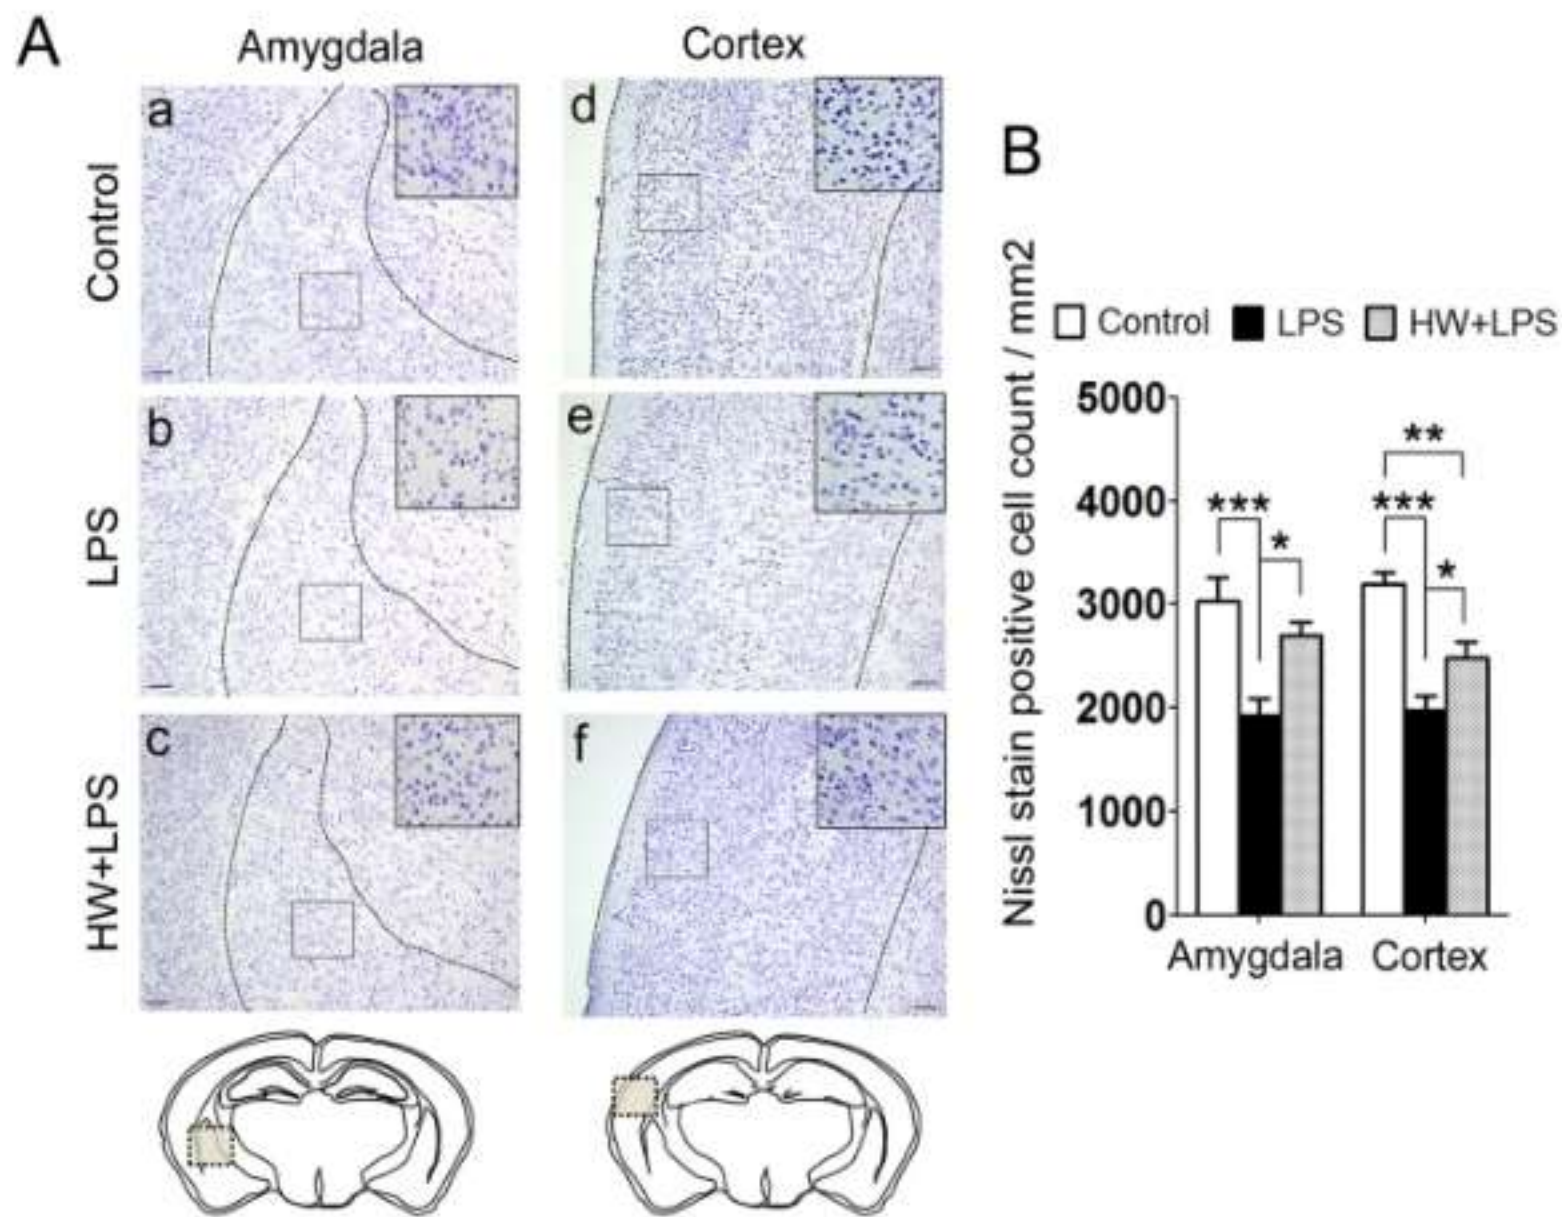 A
Amygdala
Cortex
Control
LPS
HW+LPS
a
d
b
e
c
f
B
Nissl stain positive cell count / mm2
Control LPS HW+LPS
5000
4000
3000
2000
1000
0
***
*
**
***
*
Amygdala Cortex